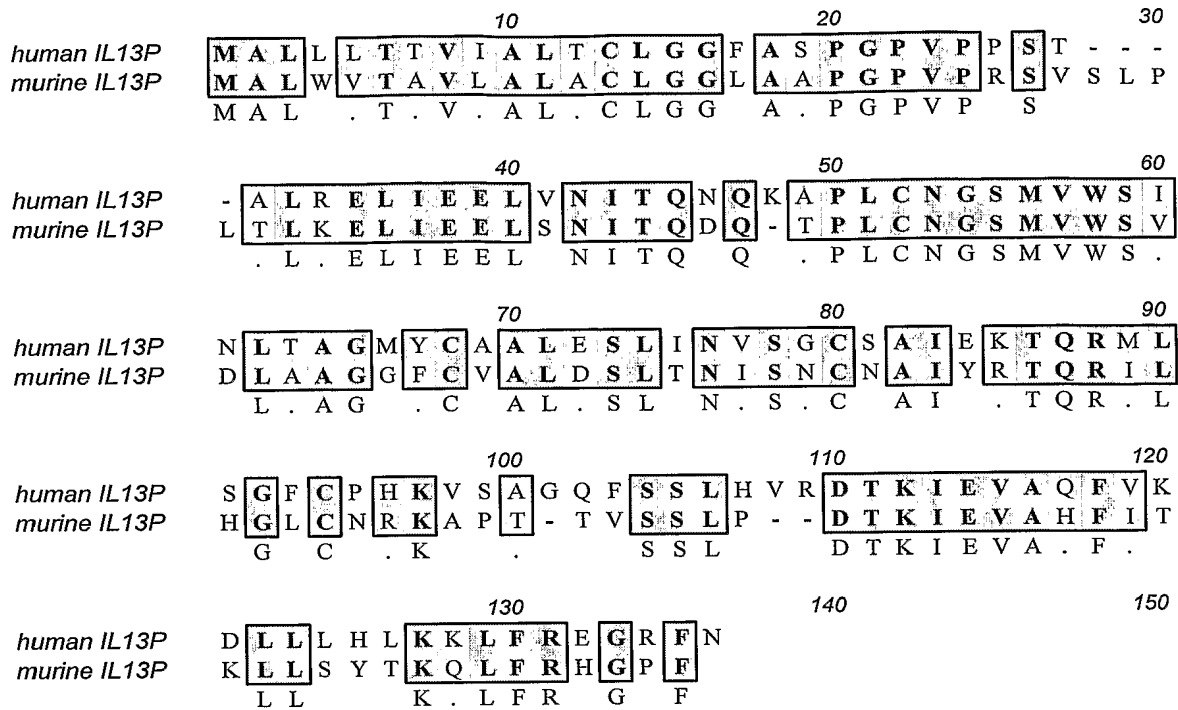 10 20 30
human IL13P M A L L L T T V I A L T C L G G F A S P G P V P P S T - - -
murine IL13P M A L W V T A V L A L A C L G G L A A P G P V P R S V S L P
M A L . T . V . A L . C L G G A . P G P V P S
40 50 60
human IL13P - A L R E L I E E L V N I T Q N Q K A P L C N G S M V W S I
murine IL13P L T L K E L I E E L S N I T Q D Q - T P L C N G S M V W S V
. L . E L I E E L N I T Q Q . P L C N G S M V W S .
70 80 90
human IL13P N L T A G M Y C A A L E S L I N V S G C S A I E K T Q R M L
murine IL13P D L A A G G F C V A L D S L T N I S N C N A I Y R T Q R I L
L . A G . C A L . S L N . S . C A I . T Q R . L
100 110 120
human IL13P S G F C P H K V S A G Q F S S L H V R D T K I E V A Q F V K
murine IL13P H G L C N R K A P T - T V S S L P - - D T K I E V A H F I T
G C . K . S S L D T K I E V A . F .
130 140 150
human IL13P D L L L H L K K L F R E G R F N
murine IL13P K L L S Y T K Q L F R H G P F
L L K . L F R G F